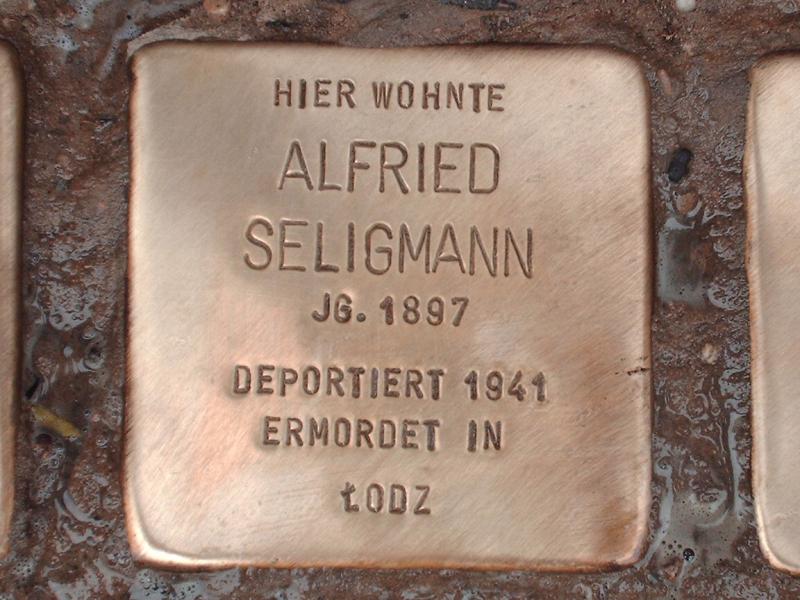 HIER WOHNTE
ALFRIED
SELIGMANN
JG. 1897
DEPORTIERT 1941
ERMORDET IN
ŁODZ